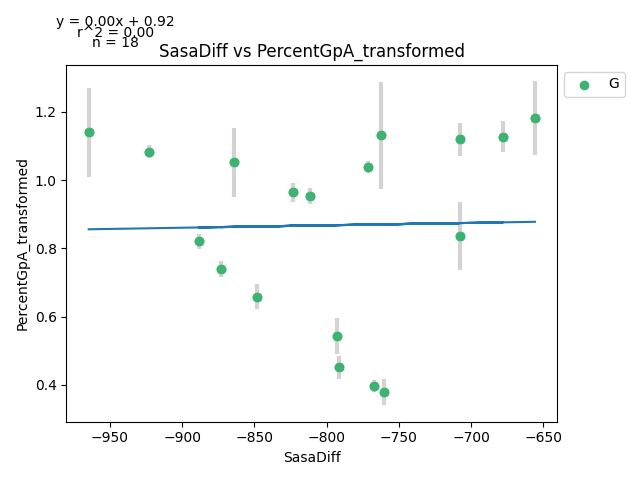 y = 0.00x + 0.92
r^2 = 0.00
n = 18
SasaDiff vs PercentGpA_transformed
G
PercentGpA_transformed
1.2
1.0
0.8
0.6
0.4
−950 −900 −850 −800 −750 −700 −650
SasaDiff